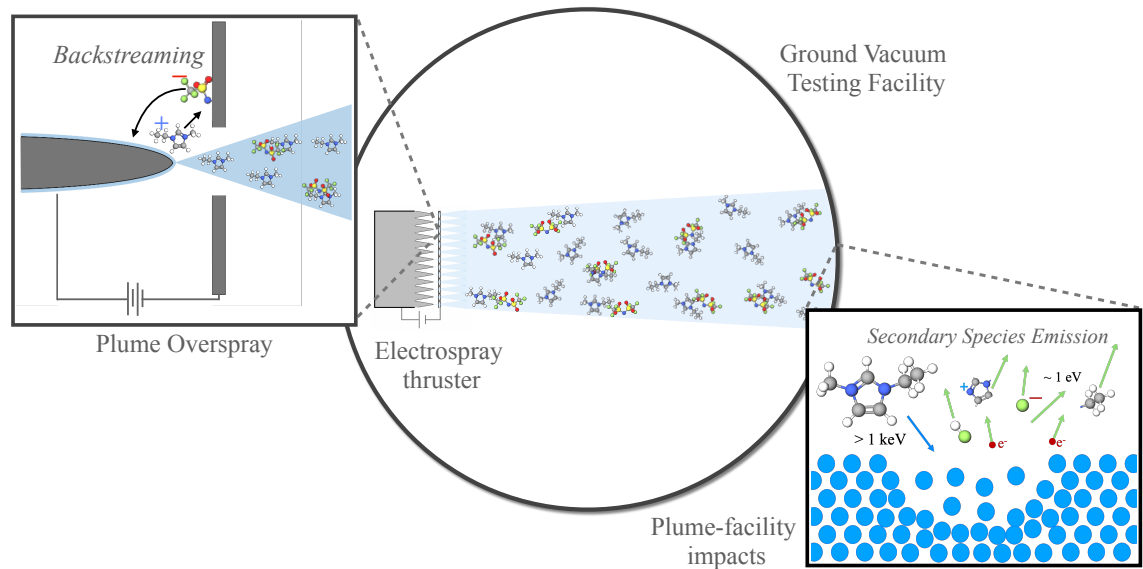 Backstreaming
−
+
Plume Overspray
Ground Vacuum
Testing Facility
Electrospray
thruster
Secondary Species Emission
+
−
~ 1 eV
> 1 keV
e-
e-
Plume-facility
impacts